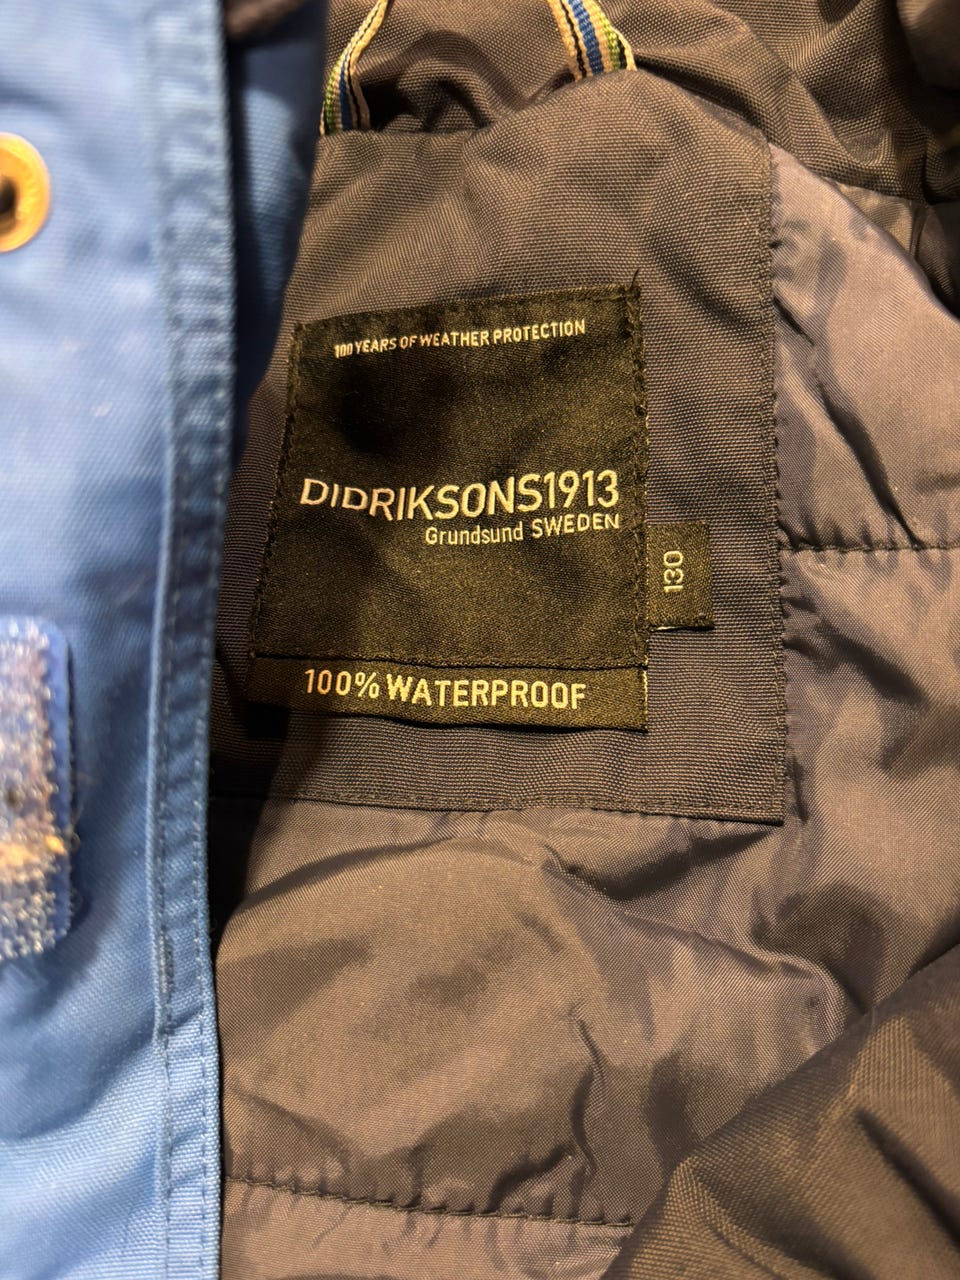 100 YEARS OF WEATHER PROTECTION
DIDRIKSONS1913
Grundsund SWEDEN
130
100% WATERPROOF